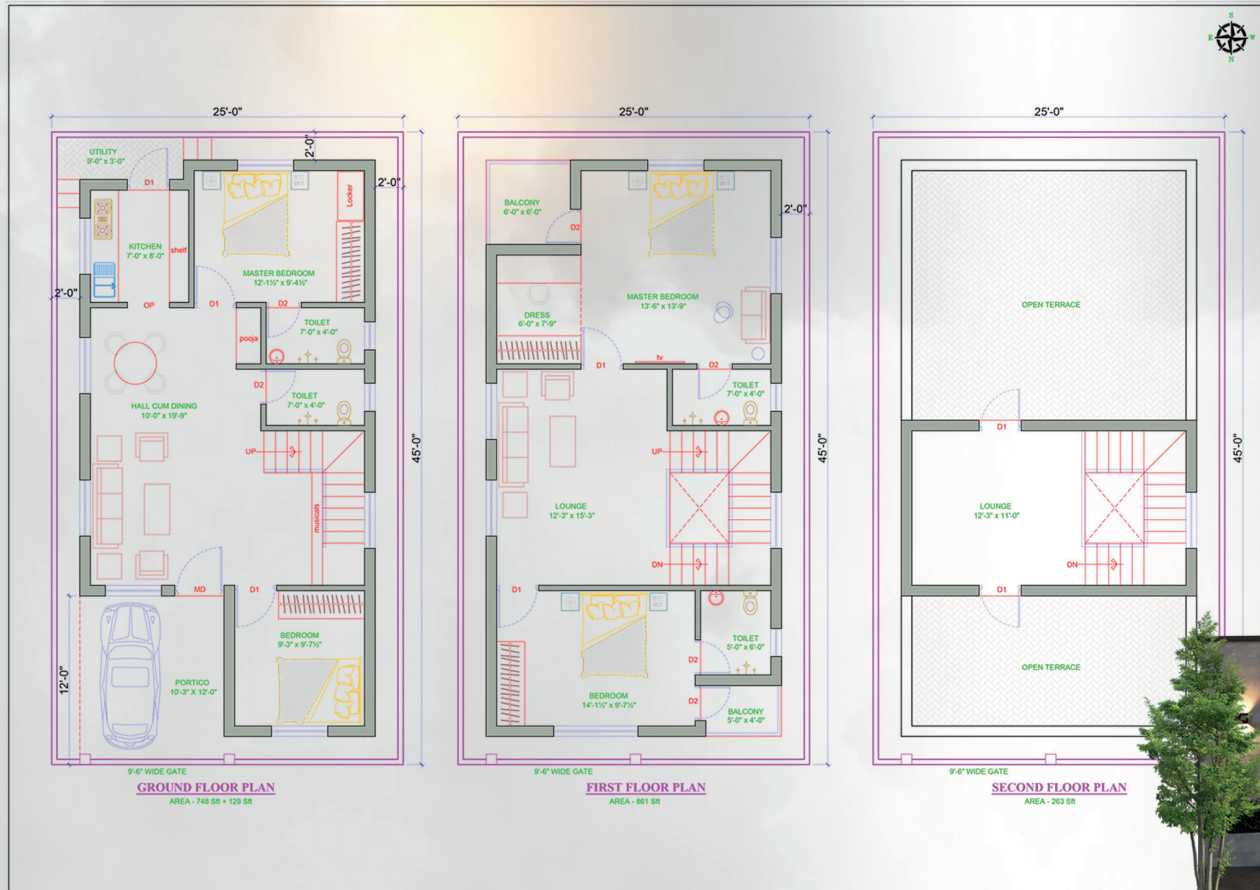 S
E W
N
25'-0"
UTILITY
9'-0" x 3'-0"
2'-0"
D1
2'-0"
Locker
KITCHEN
7'-0" x 8'-0"
shelf
MASTER BEDROOM
12'-1½" x 9'-4½"
2'-0"
OP
D1
D2
TOILET
7'-0" x 4'-0"
pooja
D2
TOILET
7'-0" x 4'-0"
HALL CUM DINING
10'-0" x 19'-9"
45'-0"
UP
musicals
MD
D1
BEDROOM
9'-3" x 9'-7½"
12'-0"
PORTICO
10'-3" X 12'-0"
9'-6" WIDE GATE
GROUND FLOOR PLAN
AREA - 748 Sft + 129 Sft
25'-0"
BALCONY
6'-0" x 6'-0"
D2
2'-0"
MASTER BEDROOM
13'-6" x 13'-9"
DRESS
6'-0" x 7'-9"
tv
D1
D2
TOILET
7'-0" x 4'-0"
45'-0"
UP
LOUNGE
12'-3" x 15'-3"
DN
D1
TOILET
5'-0" x 6'-0"
D2
BEDROOM
14'-1½" x 9'-7½"
D2
BALCONY
5'-0" x 4'-0"
9'-6" WIDE GATE
FIRST FLOOR PLAN
AREA - 861 Sft
25'-0"
OPEN TERRACE
D1
45'-0"
LOUNGE
12'-3" x 11'-0"
DN
D1
OPEN TERRACE
9'-6" WIDE GATE
SECOND FLOOR PLAN
AREA - 263 Sft